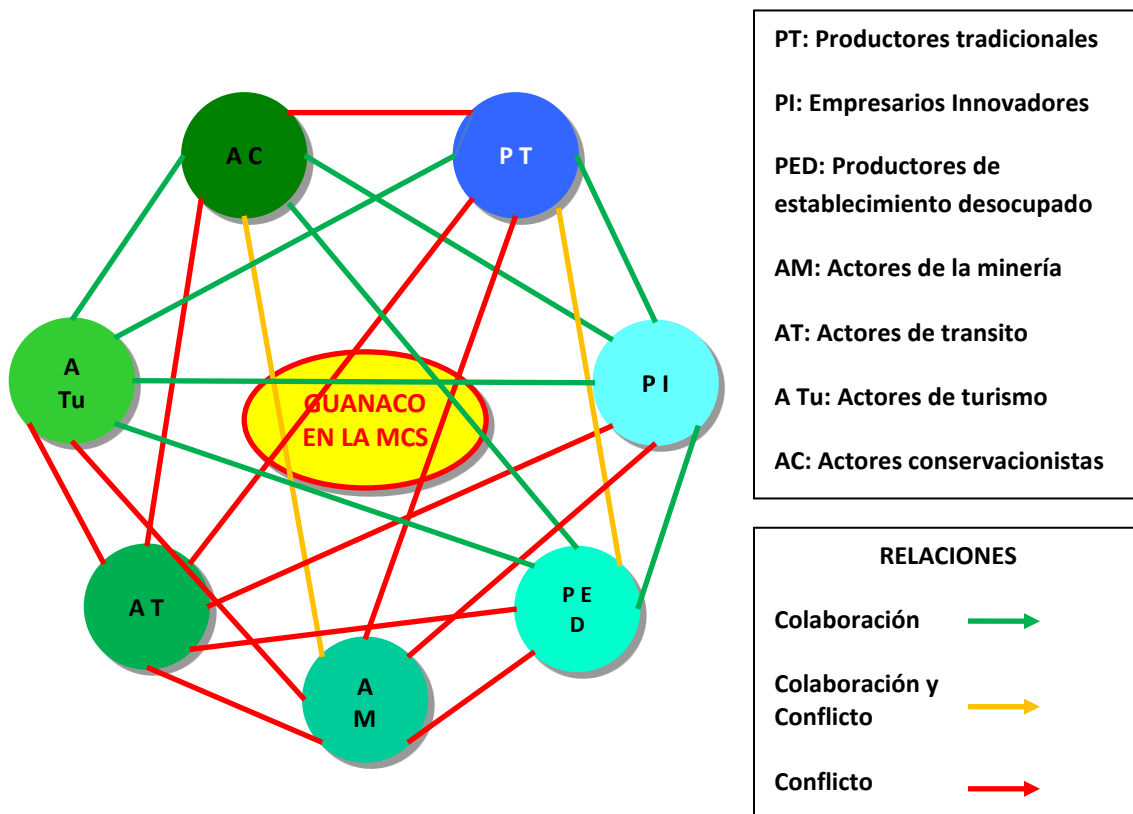 A C
P T
A
Tu
P I
GUANACO
EN LA MCS
A T
P E
D
A
M
PT: Productores tradicionales
PI: Empresarios Innovadores
PED: Productores de
establecimiento desocupado
AM: Actores de la minería
AT: Actores de transito
A Tu: Actores de turismo
AC: Actores conservacionistas
RELACIONES
Colaboración
Colaboración y
Conflicto
Conflicto